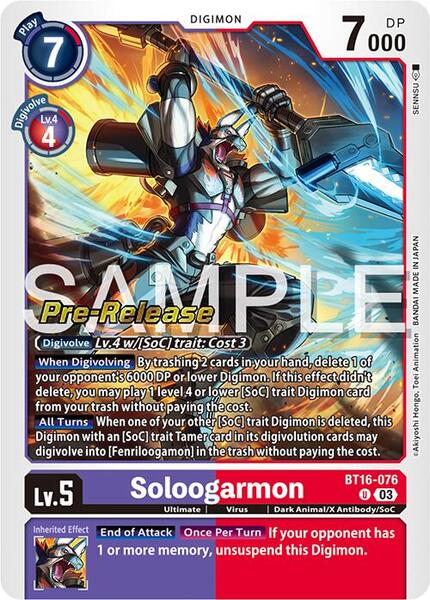 DIGIMON
Play
7
7000
DP
Digivolve
Lv.4
4
SENNSU
©Akiyoshi Hongo, Toei Animation BANDAI MADE IN JAPAN
SAMPLE
Pre-Release
Digivolve Lv.4 w/[SoC] trait: Cost 3
When Digivolving By trashing 2 cards in your hand, delete 1 of
your opponent's 6000 DP or lower Digimon. If this effect didn't
delete, you may play 1 level 4 or lower [SoC] trait Digimon card
from your trash without paying the cost.
All Turns When one of your other [SoC] trait Digimon is deleted, this
Digimon with an [SoC] trait Tamer card in its digivolution cards may
digivolve into [Fenriloogamon] in the trash without paying the cost.
Lv.5
Soloogarmon
BT16-076
U 03
Ultimate | Virus | Dark Animal/X Antibody/SoC
Inherited Effect
End of Attack Once Per Turn If your opponent has
1 or more memory, unsuspend this Digimon.